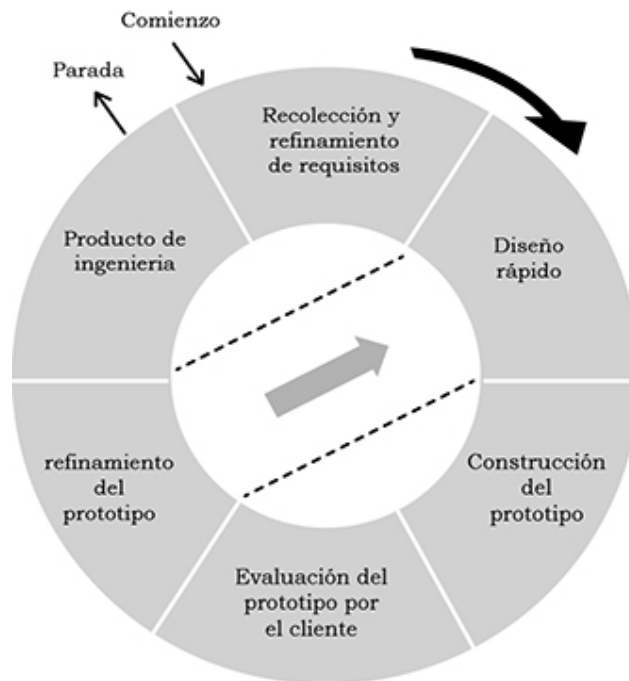 Comienzo
Parada
Recolección y
refinamiento
de requisitos
Diseño
rápido
Construcción
del
prototipo
Evaluación del
prototipo por
el cliente
refinamiento
del
prototipo
Producto de
ingenieria